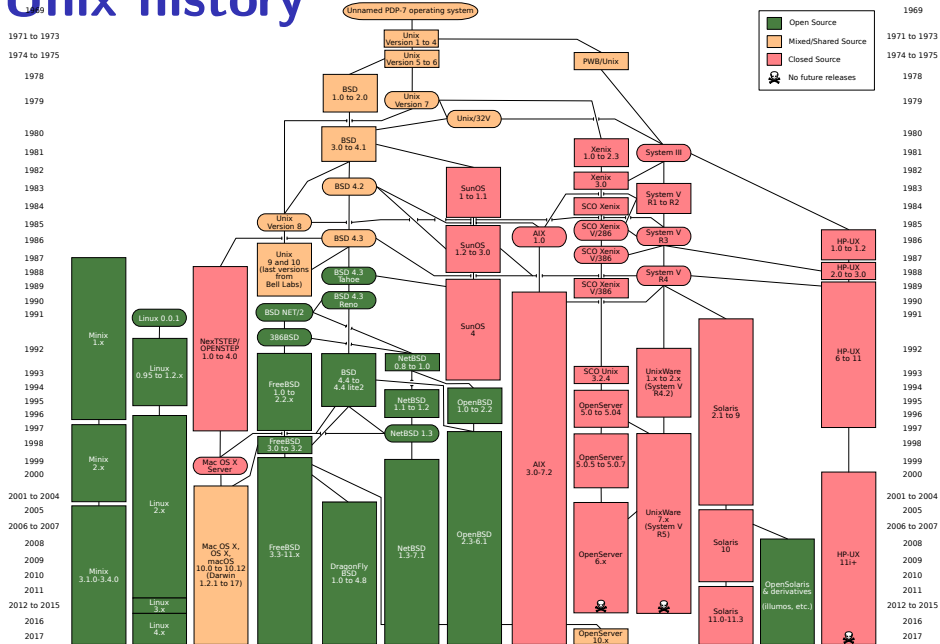 Unix history
1969
Unnamed PDP-7 operating system
1969
Open Source
Mixed/Shared Source
Closed Source
No future releases
1971 to 1973
Unix
Version 1 to 4
1971 to 1973
1974 to 1975
Unix
Version 5 to 6
PWB/Unix
1974 to 1975
1978
BSD
1.0 to 2.0
1978
1979
Unix
Version 7
Unix/32V
1979
1980
BSD
3.0 to 4.1
1980
1981
Xenix
1.0 to 2.3
System III
1981
1982
Xenix
3.0
1982
1983
BSD 4.2
SunOS
1 to 1.1
System V
R1 to R2
1983
1984
SCO Xenix
1984
1985
Unix
Version 8
SCO Xenix
V/286
1985
1986
BSD 4.3
SunOS
1.2 to 3.0
AIX
1.0
System V
R3
HP-UX
1.0 to 1.2
1986
1987
Unix
9 and 10
(last versions
from
Bell Labs)
SCO Xenix
V/386
1987
1988
BSD 4.3
Tahoe
System V
R4
HP-UX
2.0 to 3.0
1988
1989
SCO Xenix
V/386
1989
1990
BSD 4.3
Reno
1990
1991
Linux 0.0.1
BSD NET/2
1991
Minix
1.x
386BSD
SunOS
4
HP-UX
6 to 11
1992
NexTSTEP/
OPENSTEP
1.0 to 4.0
NetBSD
0.8 to 1.0
1992
1993
Linux
0.95 to 1.2.x
BSD
4.4 to
4.4 lite2
SCO Unix
3.2.4
UnixWare
1.x to 2.x
(System V
R4.2)
1993
1994
FreeBSD
1.0 to
2.2.x
1994
1995
NetBSD
1.1 to 1.2
OpenBSD
1.0 to 2.2
OpenServer
5.0 to 5.04
Solaris
2.1 to 9
1995
1996
1996
1997
NetBSD 1.3
1997
1998
FreeBSD
3.0 to 3.2
1998
1999
Minix
2.x
Mac OS X
Server
OpenServer
5.0.5 to 5.0.7
1999
2000
AIX
3.0-7.2
2000
2001 to 2004
Linux
2.x
2001 to 2004
2005
UnixWare
7.x
(System V
R5)
2005
2006 to 2007
2006 to 2007
2008
Mac OS X,
OS X,
macOS
10.0 to 10.12
(Darwin
1.2.1 to 17)
FreeBSD
3.3-11.x
NetBSD
1.3-7.1
OpenBSD
2.3-6.1
Solaris
10
2008
2009
OpenServer
6.x
HP-UX
11i+
2009
2010
Minix
3.1.0-3.4.0
DragonFly
BSD
1.0 to 4.8
2010
2011
OpenSolaris
& derivatives
(illumos, etc.)
2011
2012 to 2015
Linux
3.x
2012 to 2015
2016
Linux
4.x
Solaris
11.0-11.3
2016
2017
OpenServer
10.x
2017